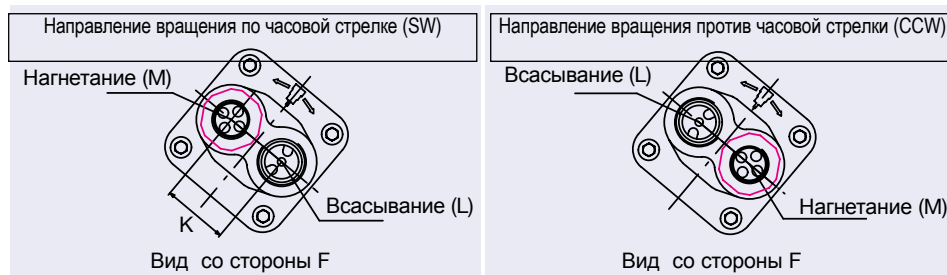 Направление вращения по часовой стрелке (SW)
Нагнетание (M)
K
Всасывание (L)
Вид со стороны F
Направление вращения против часовой стрелки (CCW)
Всасывание (L)
Нагнетание (M)
Вид со стороны F